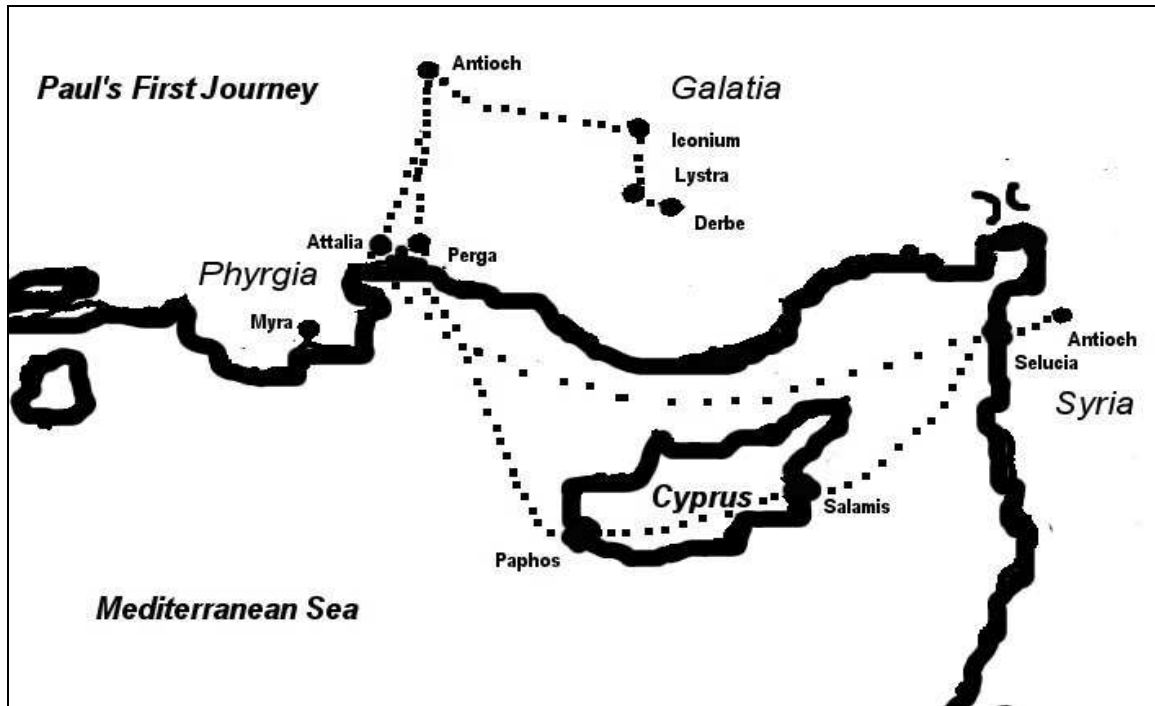 Antioch
Paul's First Journey
Galatia
Iconium
Lystra
Derbe
Attalia
Perga
Phyrgia
Myra
Antioch
Selucia
Syria
Cyprus
Salamis
Paphos
Mediterranean Sea